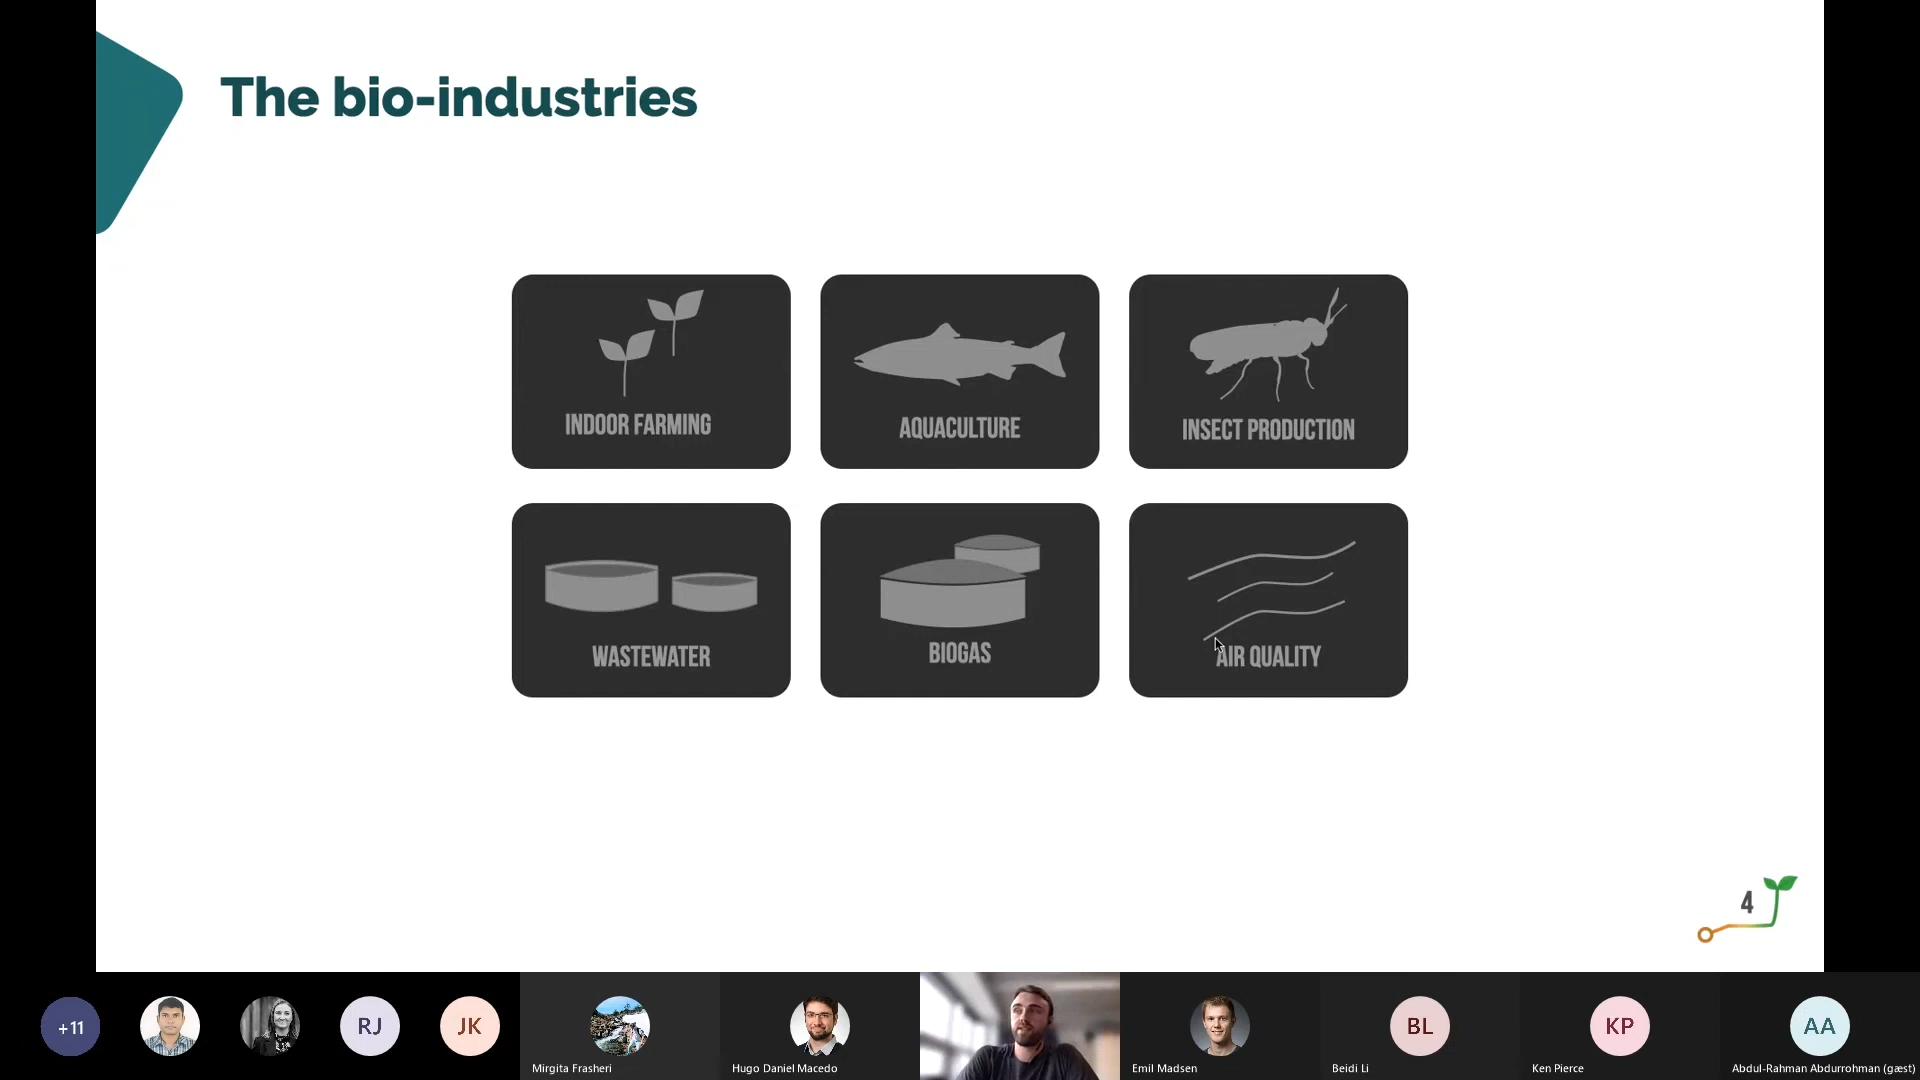 The bio-industries
INDOOR FARMING
AQUACULTURE
INSECT PRODUCTION
WASTEWATER
BIOGAS
AIR QUALITY
4
+11
RJ
JK
Mirgita Frasheri
Hugo Daniel Macedo
Emil Madsen
BL
Beidi Li
KP
Ken Pierce
AA
Abdul-Rahman Abdurrohman (gæst)